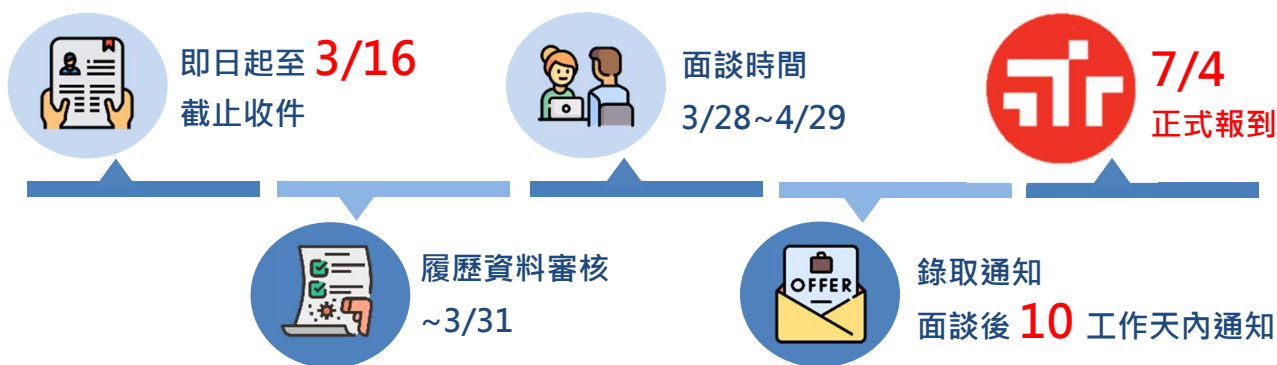 即日起至 3/16
截止收件
履歷資料審核
~3/31
面談時間
3/28~4/29
OFFER
錄取通知
面談後 10 工作天內通知
7/4
正式報到